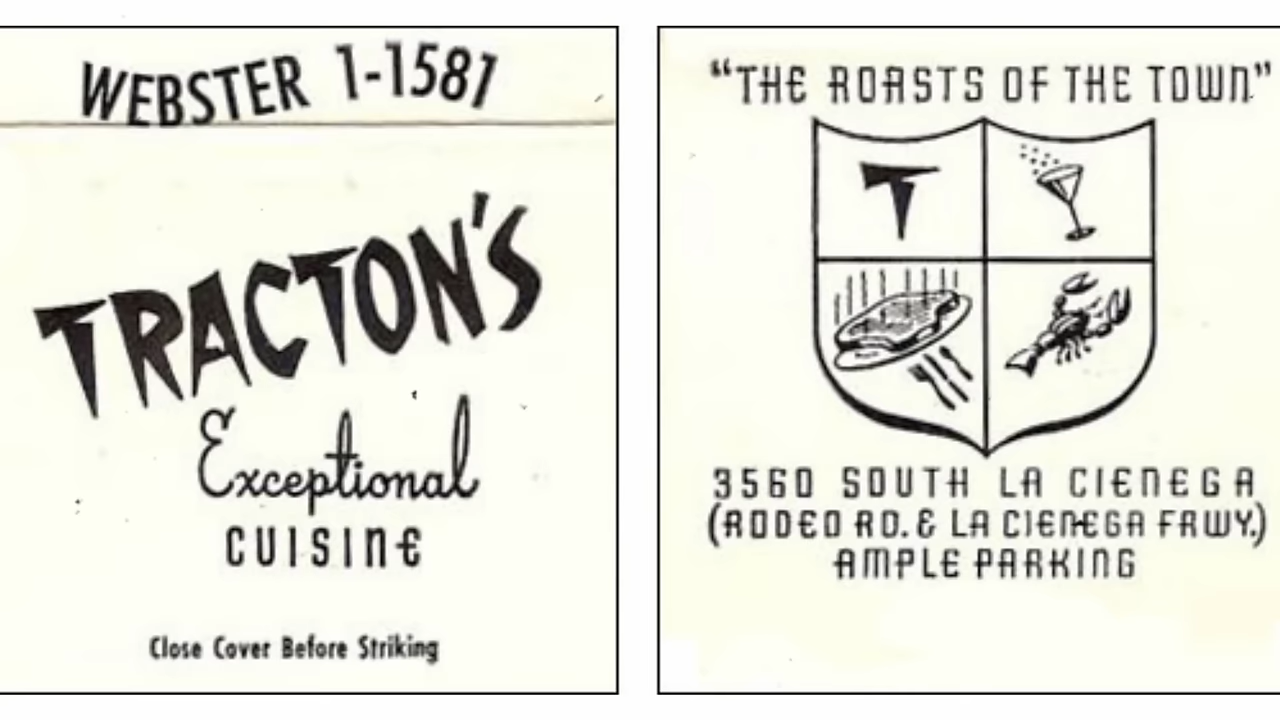 WEBSTER 1-1581
TRACTON'S
Exceptional
CUISINE
Close Cover Before Striking
"THE ROASTS OF THE TOWN"
T
3560 SOUTH LA CIENEGA
(RODEO RD. & LA CIENEGA FRWY.)
AMPLE PARKING